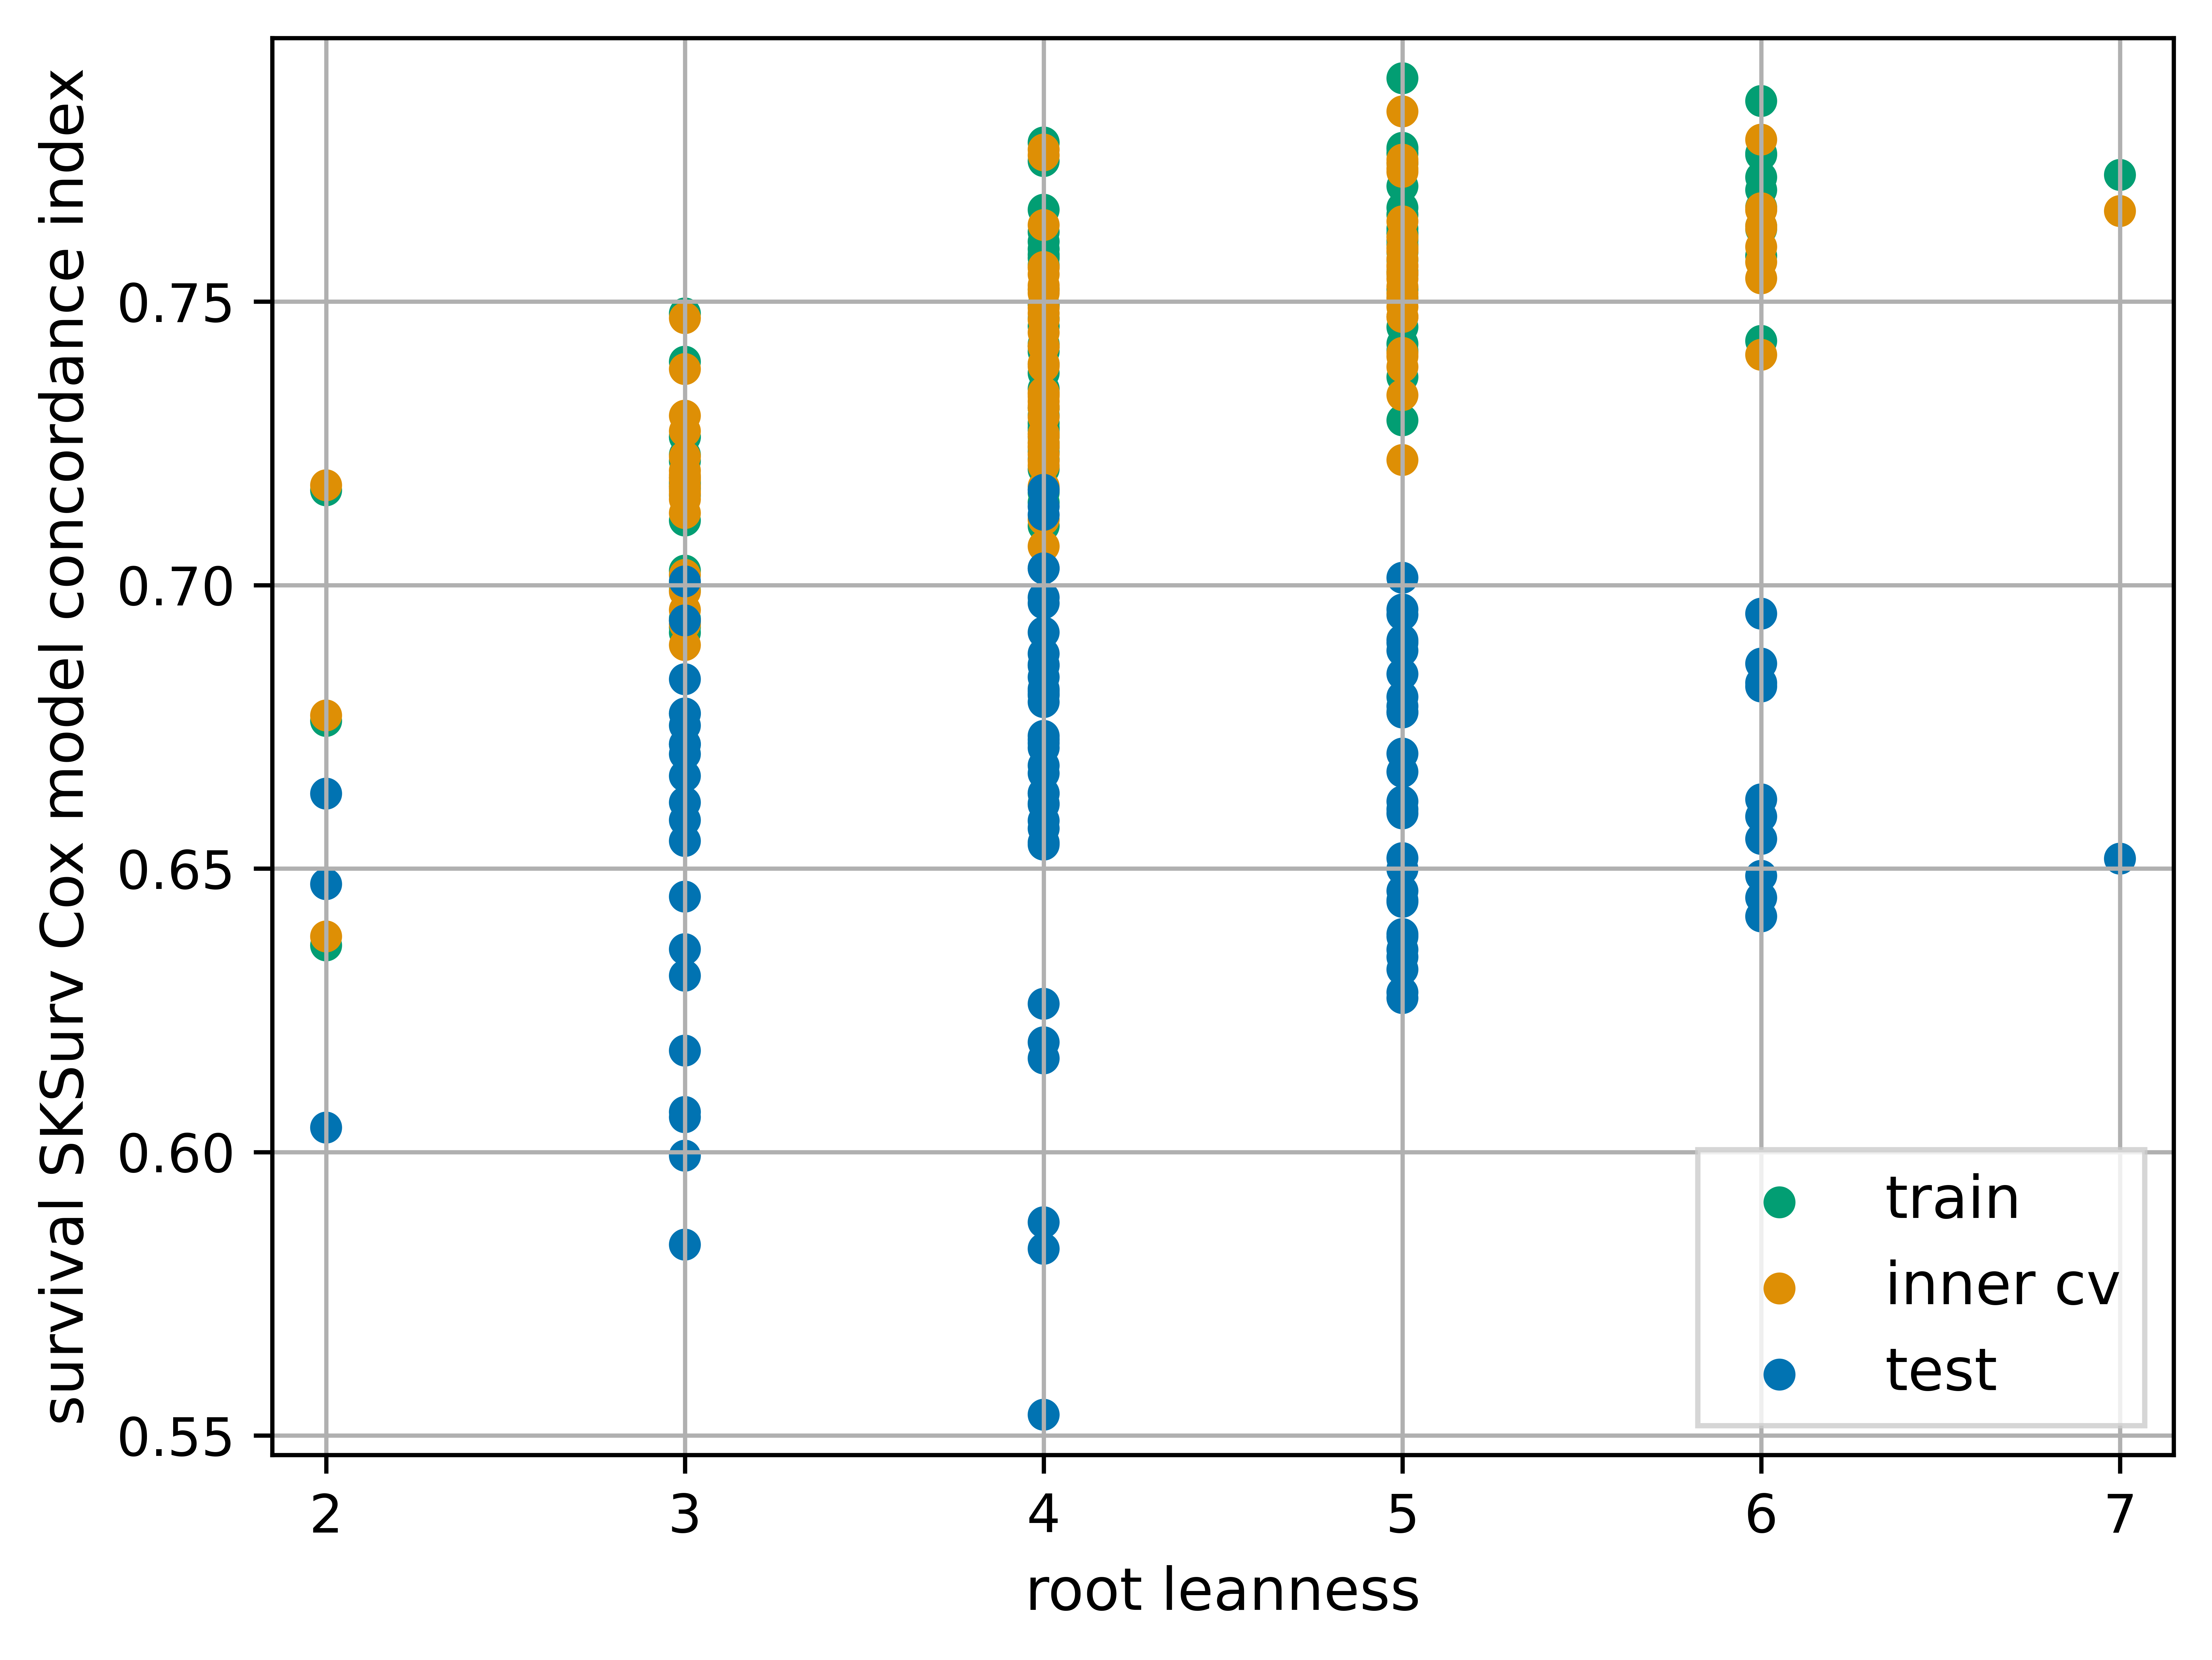 survival SKSurv Cox model concordance index
0.75
0.70
0.65
0.60
0.55
train
inner cv
test
2 3 4 5 6 7
root leanness